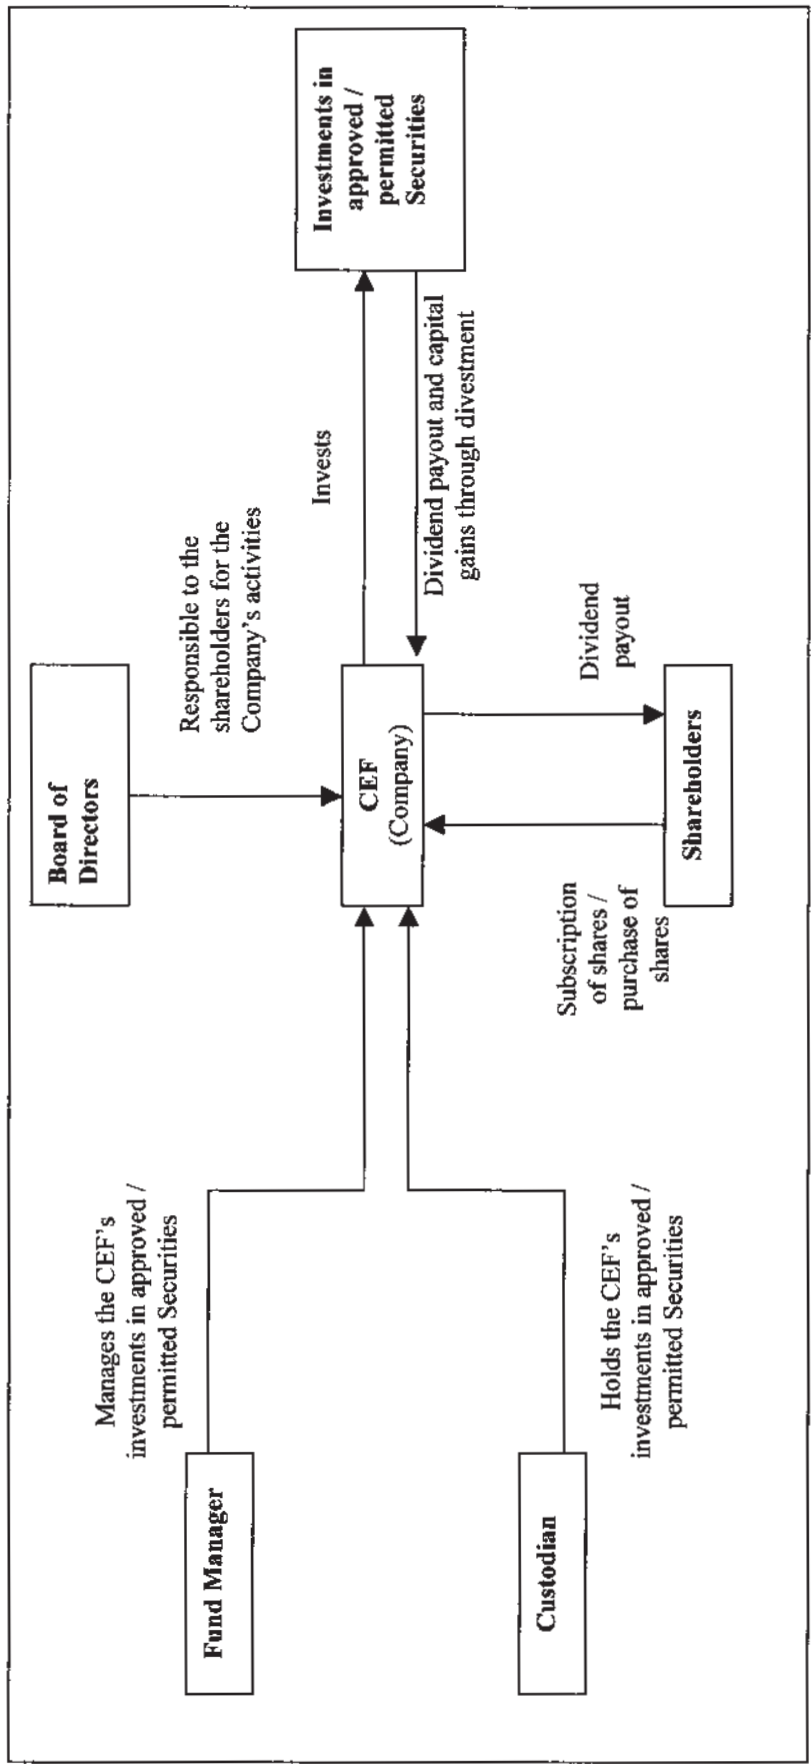 Board of
Directors
Responsible to the
shareholders for the
Company's activities
Manages the CEF's
investments in approved /
permitted Securities
Fund Manager
CEF
(Company)
Invests
Investments in
approved /
permitted
Securities
Dividend payout and capital
gains through divestment
Custodian
Holds the CEF's
investments in approved /
permitted Securities
Subscription
of shares /
purchase of
shares
Dividend
payout
Shareholders